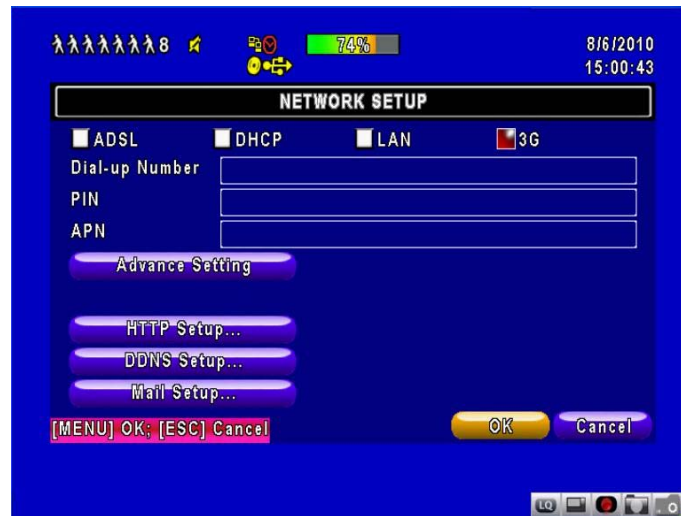 8 74% 8/6/2010
15:00:43
NETWORK SETUP
ADSL DHCP LAN 3G
Dial-up Number
PIN
APN
Advance Setting
HTTP Setup...
DDNS Setup...
Mail Setup...
[MENU] OK; [ESC] Cancel OK Cancel
LQ